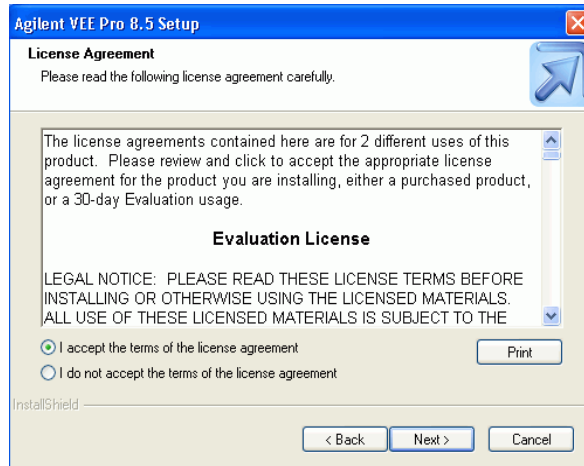 Agilent VEE Pro 8.5 Setup
License Agreement
Please read the following license agreement carefully.
The license agreements contained here are for 2 different uses of this
product.  Please review and click to accept the appropriate license
agreement for the product you are installing, either a purchased product,
or a 30-day Evaluation usage.
Evaluation License
LEGAL NOTICE:  PLEASE READ THESE LICENSE TERMS BEFORE
INSTALLING OR OTHERWISE USING THE LICENSED MATERIALS.
ALL USE OF THESE LICENSED MATERIALS IS SUBJECT TO THE
I accept the terms of the license agreement
Print
I do not accept the terms of the license agreement
InstallShield
< Back
Next >
Cancel